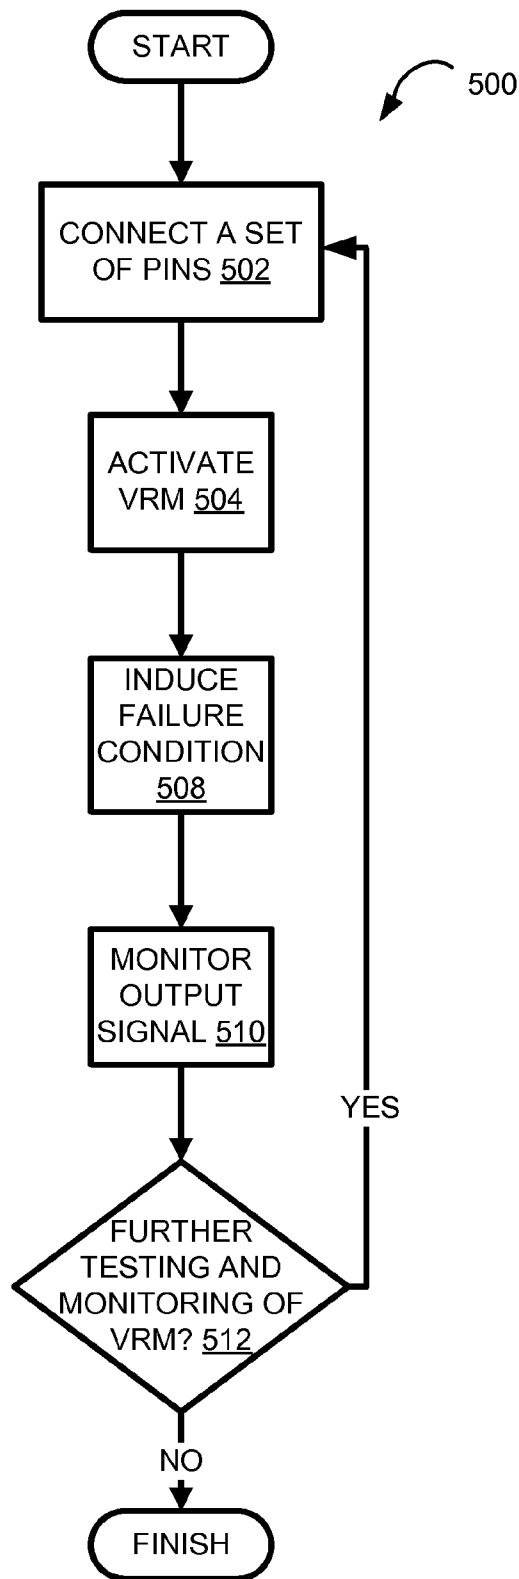 START
500
CONNECT A SET
OF PINS 502
ACTIVATE
VRM 504
INDUCE
FAILURE
CONDITION
508
MONITOR
OUTPUT
SIGNAL 510
YES
FURTHER
TESTING AND
MONITORING OF
VRM? 512
NO
FINISH